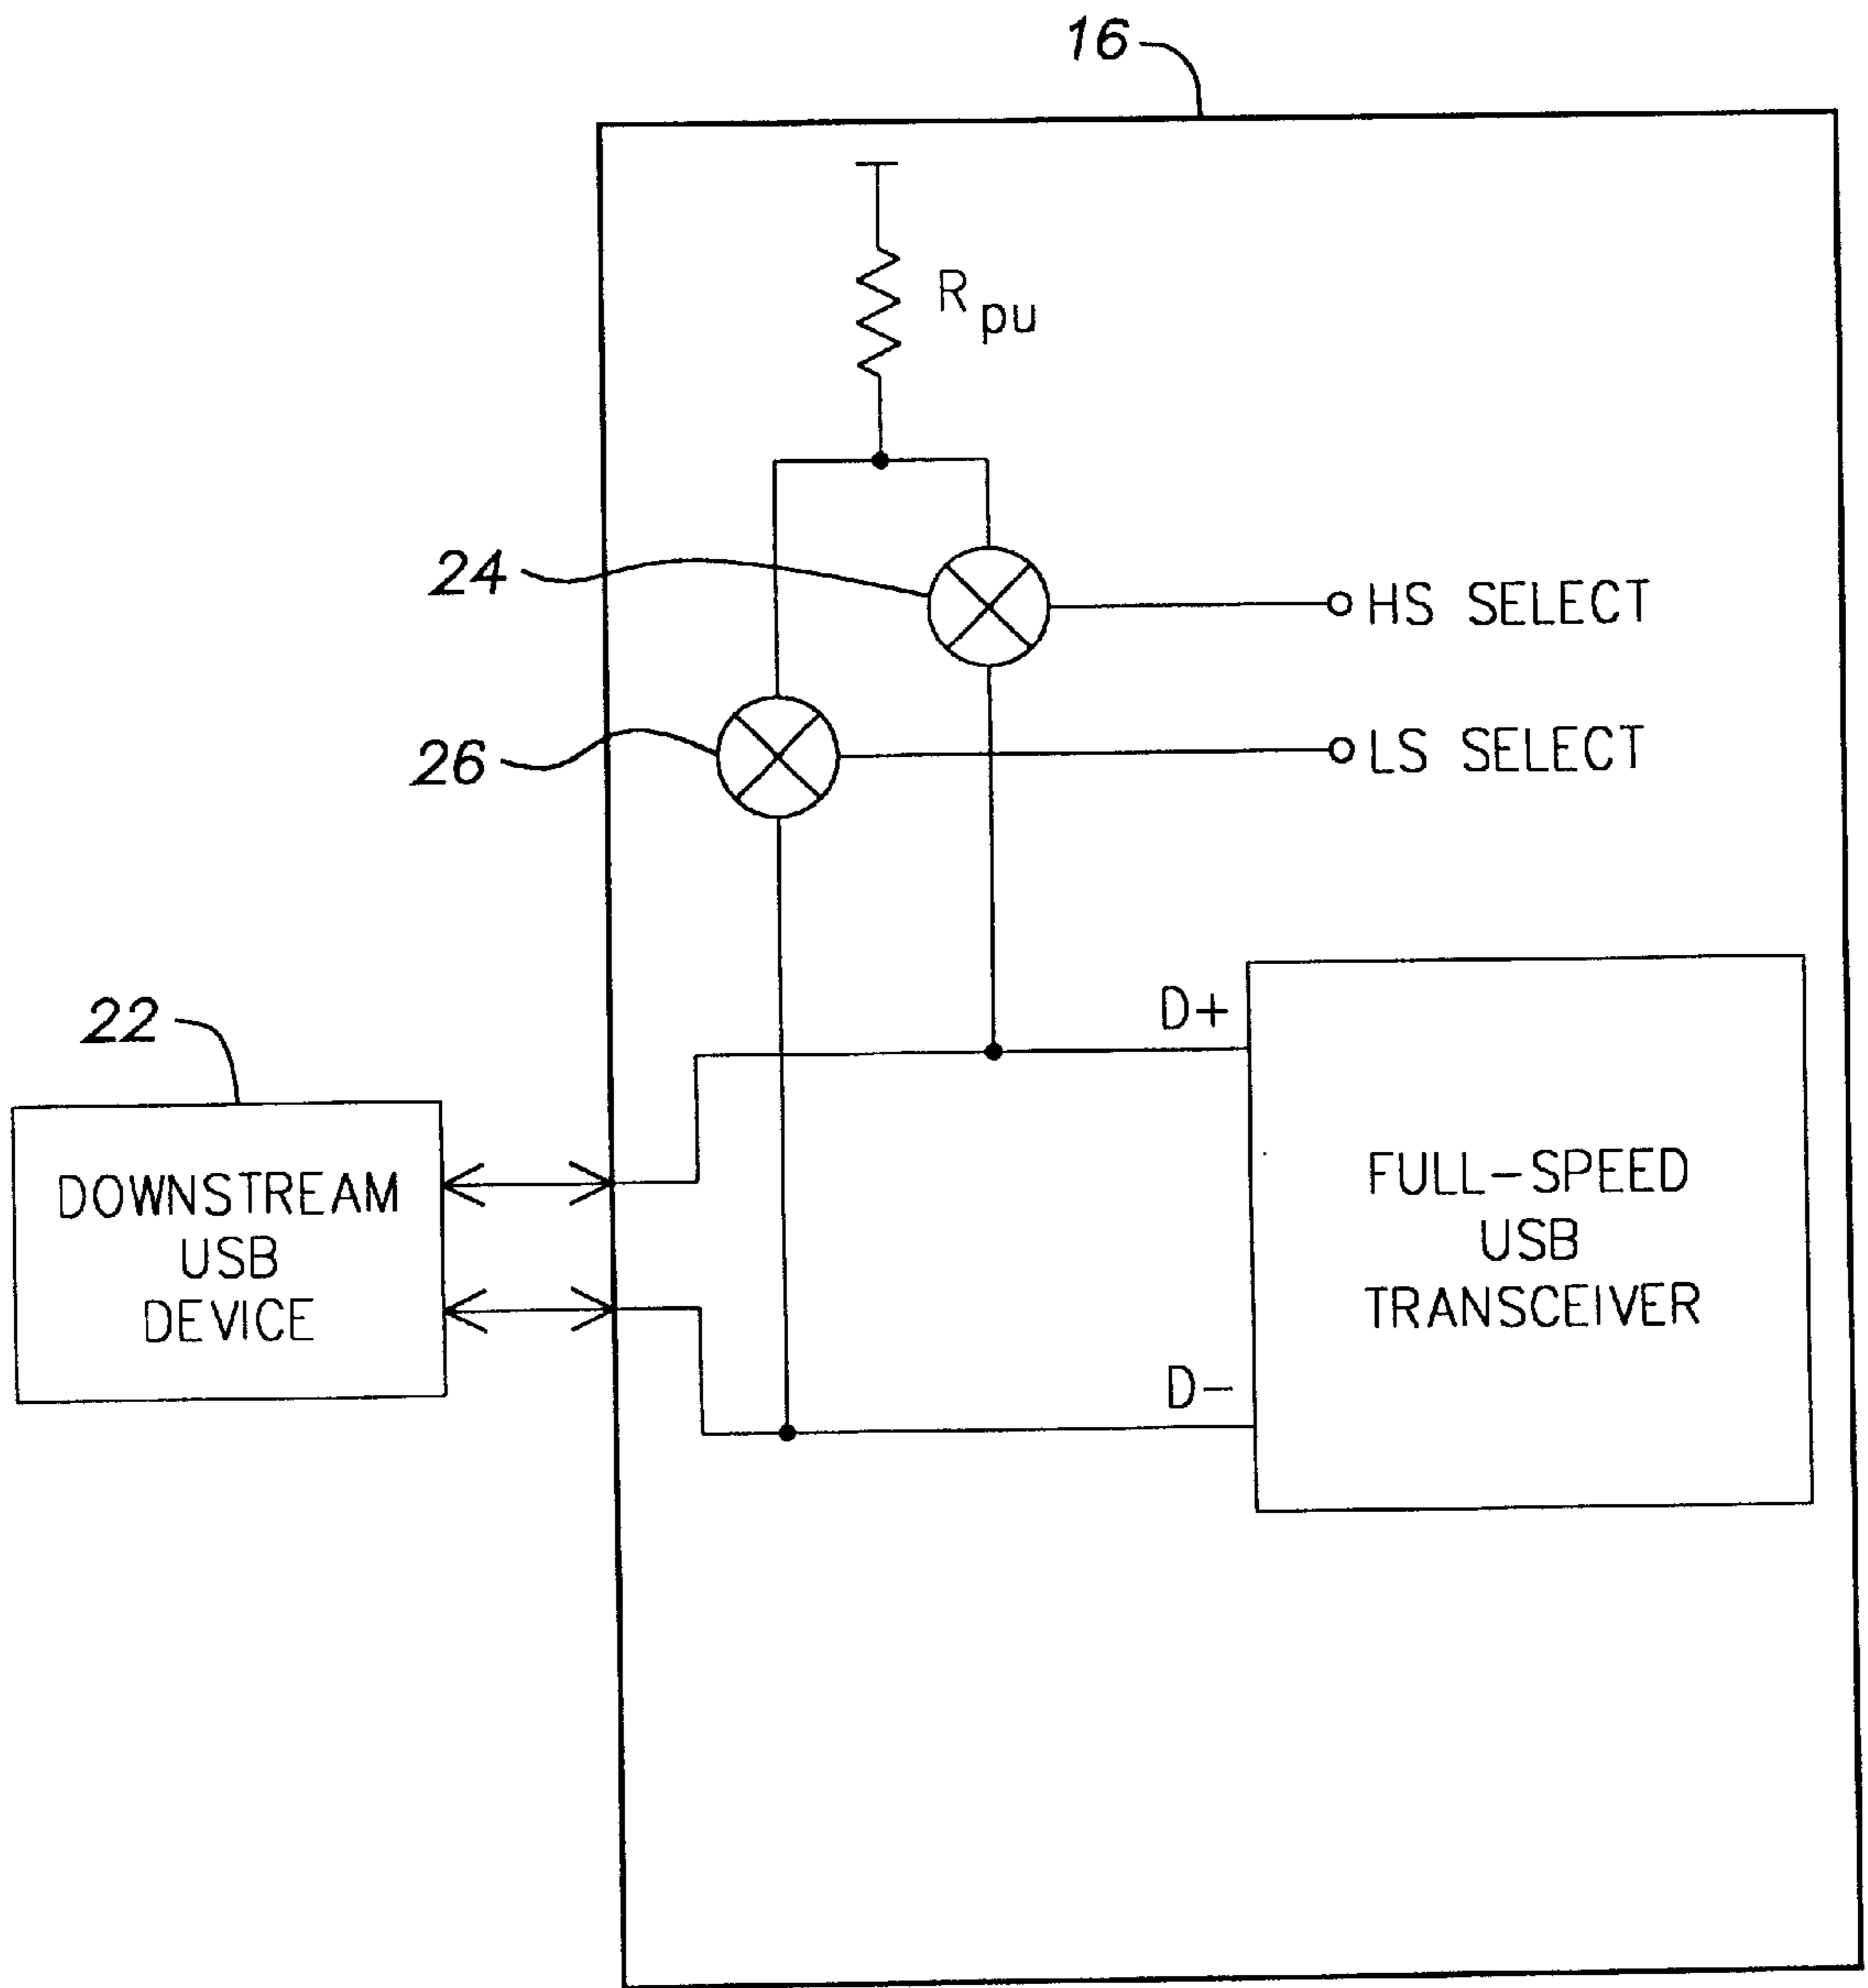 16
R pu
24
HS SELECT
26
LS SELECT
22
D+
DOWNSTREAM
USB
DEVICE
FULL-SPEED
USB
TRANSCEIVER
D-